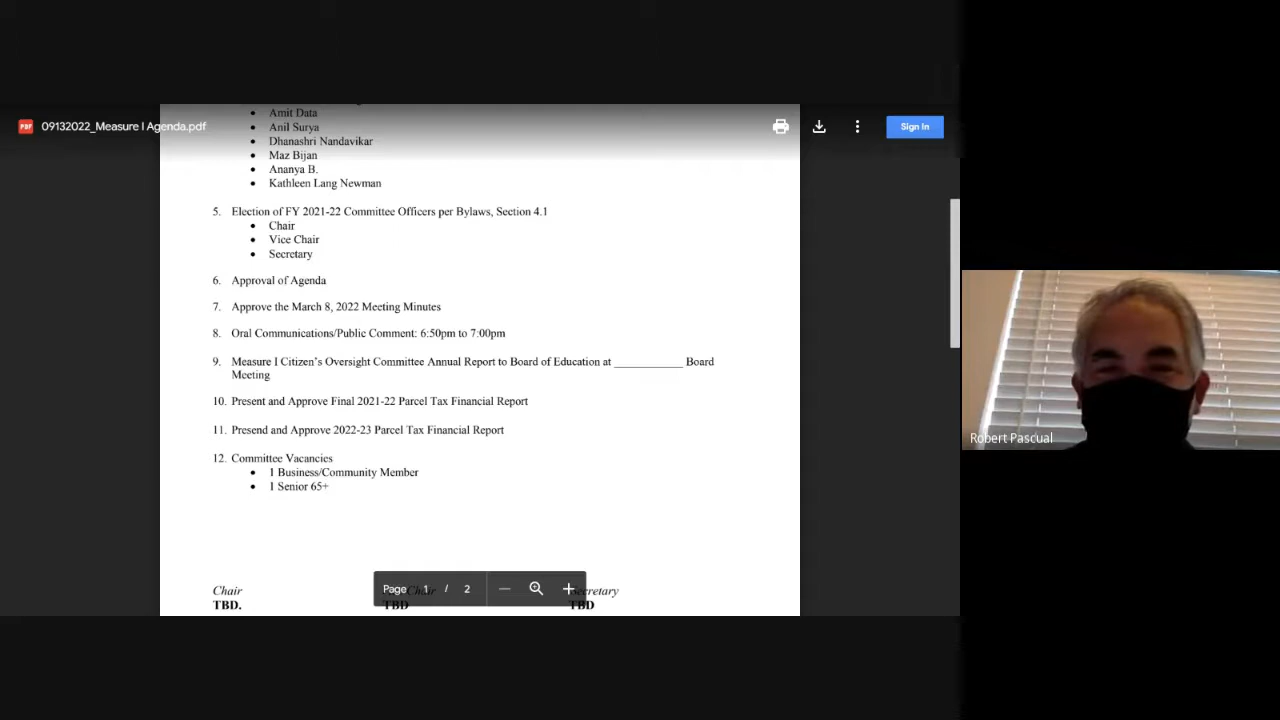 09132022_Measure I Agenda.pdf
Sign In
• Amit Data
• Anil Surya
• Dhanashri Nandavikar
• Maz Bijan
• Ananya B.
• Kathleen Lang Newman
5. Election of FY 2021-22 Committee Officers per Bylaws, Section 4.1
• Chair
• Vice Chair
• Secretary
6. Approval of Agenda
7. Approve the March 8, 2022 Meeting Minutes
8. Oral Communications/Public Comment: 6:50pm to 7:00pm
9. Measure I Citizen's Oversight Committee Annual Report to Board of Education at ____________ Board
Meeting
10. Present and Approve Final 2021-22 Parcel Tax Financial Report
11. Presend and Approve 2022-23 Parcel Tax Financial Report
12. Committee Vacancies
• 1 Business/Community Member
• 1 Senior 65+
Chair Chair Secretary
TBD. TBD TBD
Page 1 / 2
Robert Pascual